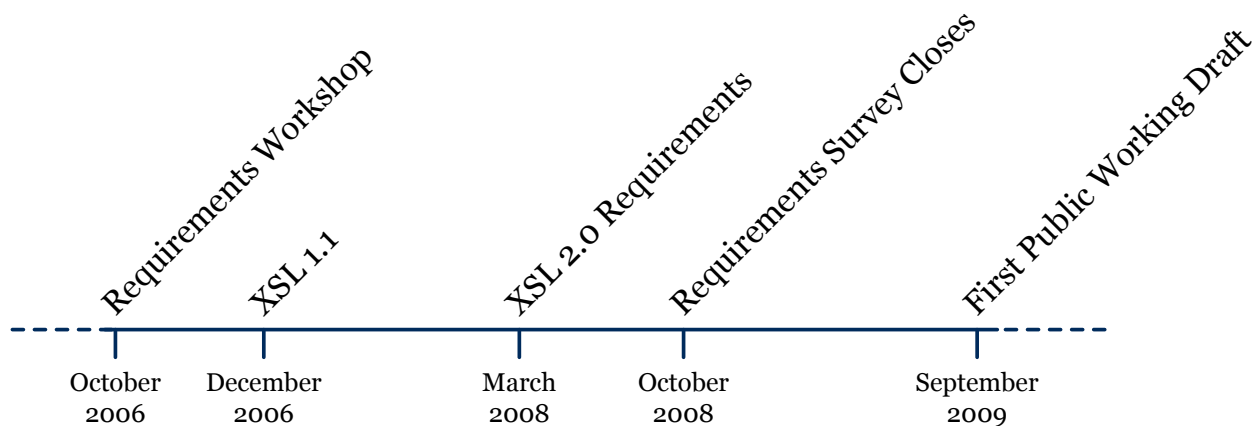 Requirements Workshop
XSL 1.1
XSL 2.0 Requirements
Requirements Survey Closes
First Public Working Draft
October
2006
December
2006
March
2008
October
2008
September
2009